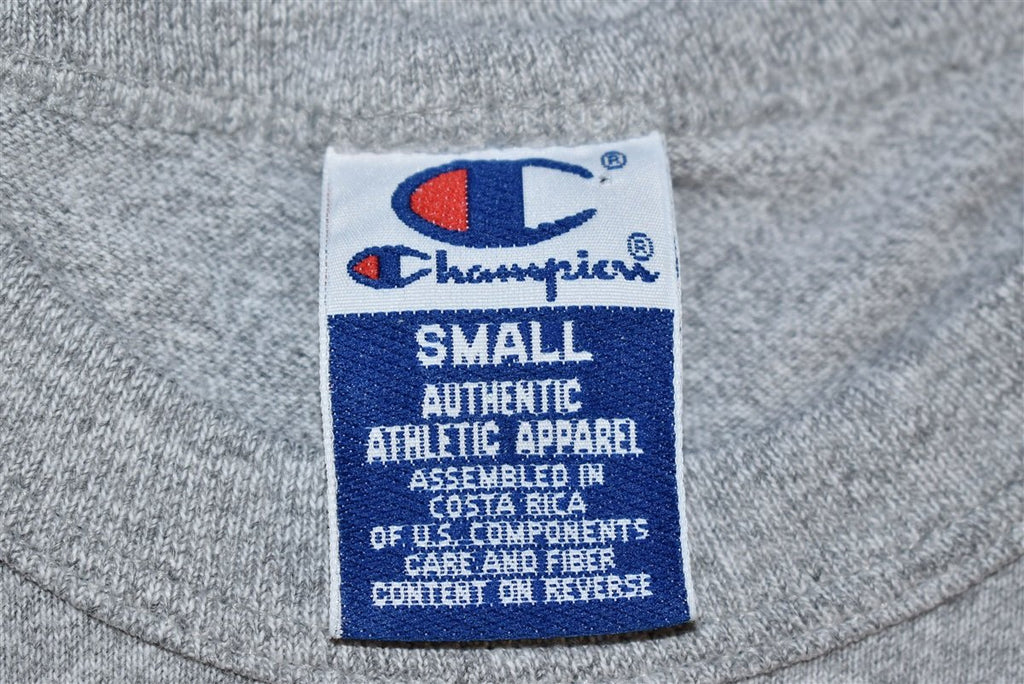 ®
Champion®
SMALL
AUTHENTIC
ATHLETIC APPAREL
ASSEMBLED IN
COSTA RICA
OF U.S. COMPONENTS
CARE AND FIBER
CONTENT ON REVERSE